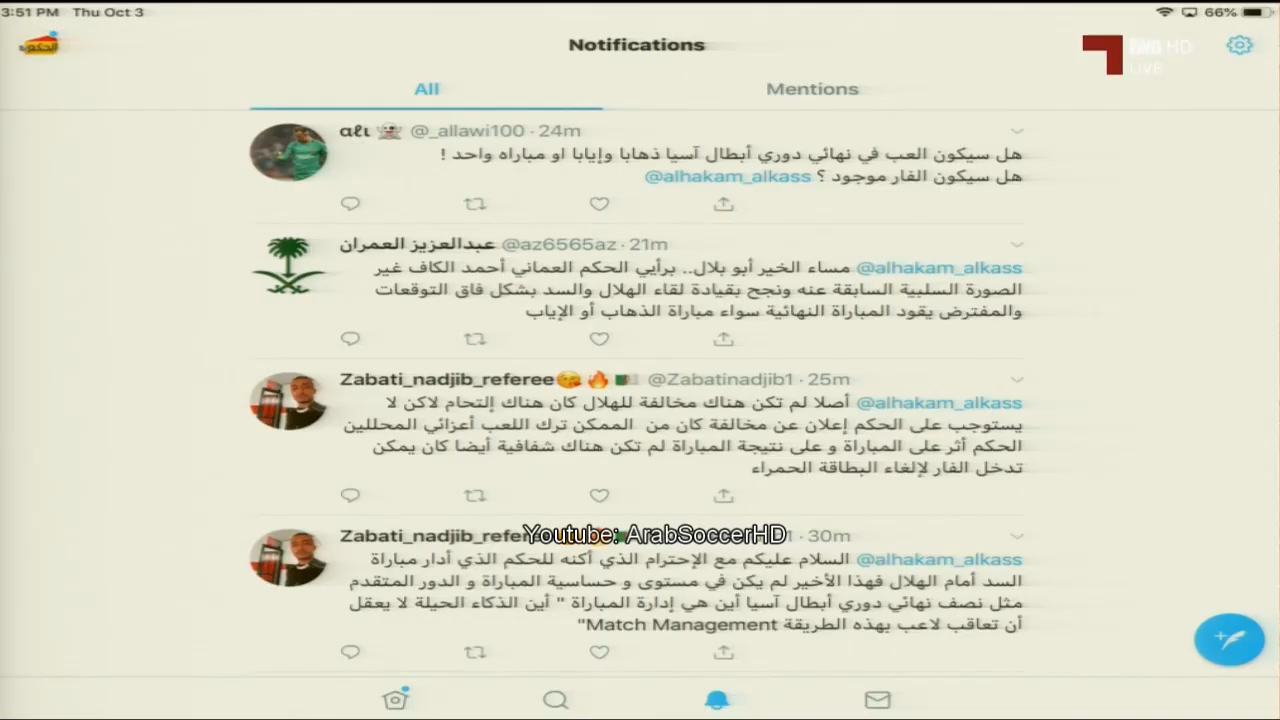 3:51 PM Thu Oct 3
66%
Notifications
HD
LIVE
All
Mentions
αℓι 👻 @_allawi100 · 24m
هل سيكون العب في نهائي دوري أبطال آسيا ذهابا وإيابا او مباراه واحد !
هل سيكون الفار موجود ؟ @alhakam_alkass
عبدالعزيز العمران @az6565az · 21m
@alhakam_alkass مساء الخير أبو بلال.. برأيي الحكم العماني أحمد الكاف غير
الصورة السلبية السابقة عنه ونجح بقيادة لقاء الهلال والسد بشكل فاق التوقعات
والمفترض يقود المباراة النهائية سواء مباراة الذهاب أو الإياب
Zabati_nadjib_referee😘 🔥 🇩🇿 @Zabatinadjib1 · 25m
@alhakam_alkass أصلا لم تكن هناك مخالفة للهلال كان هناك إلتحام لاكن لا
يستوجب على الحكم إعلان عن مخالفة كان من الممكن ترك اللعب أعزائي المحللين
الحكم أثر على المباراة و على نتيجة المباراة لم تكن هناك شفافية أيضا كان يمكن
تدخل الفار لإلغاء البطاقة الحمراء
Zabati_nadjib_refer 1 · 30m
Youtube: ArabSoccerHD
@alhakam_alkass السلام عليكم مع الإحترام الذي أكنه للحكم الذي أدار مباراة
السد أمام الهلال فهذا الأخير لم يكن في مستوى و حساسية المباراة و الدور المتقدم
مثل نصف نهائي دوري أبطال آسيا أين هي إدارة المباراة " أين الذكاء الحيلة لا يعقل
أن تعاقب لاعب بهذه الطريقة Match Management"